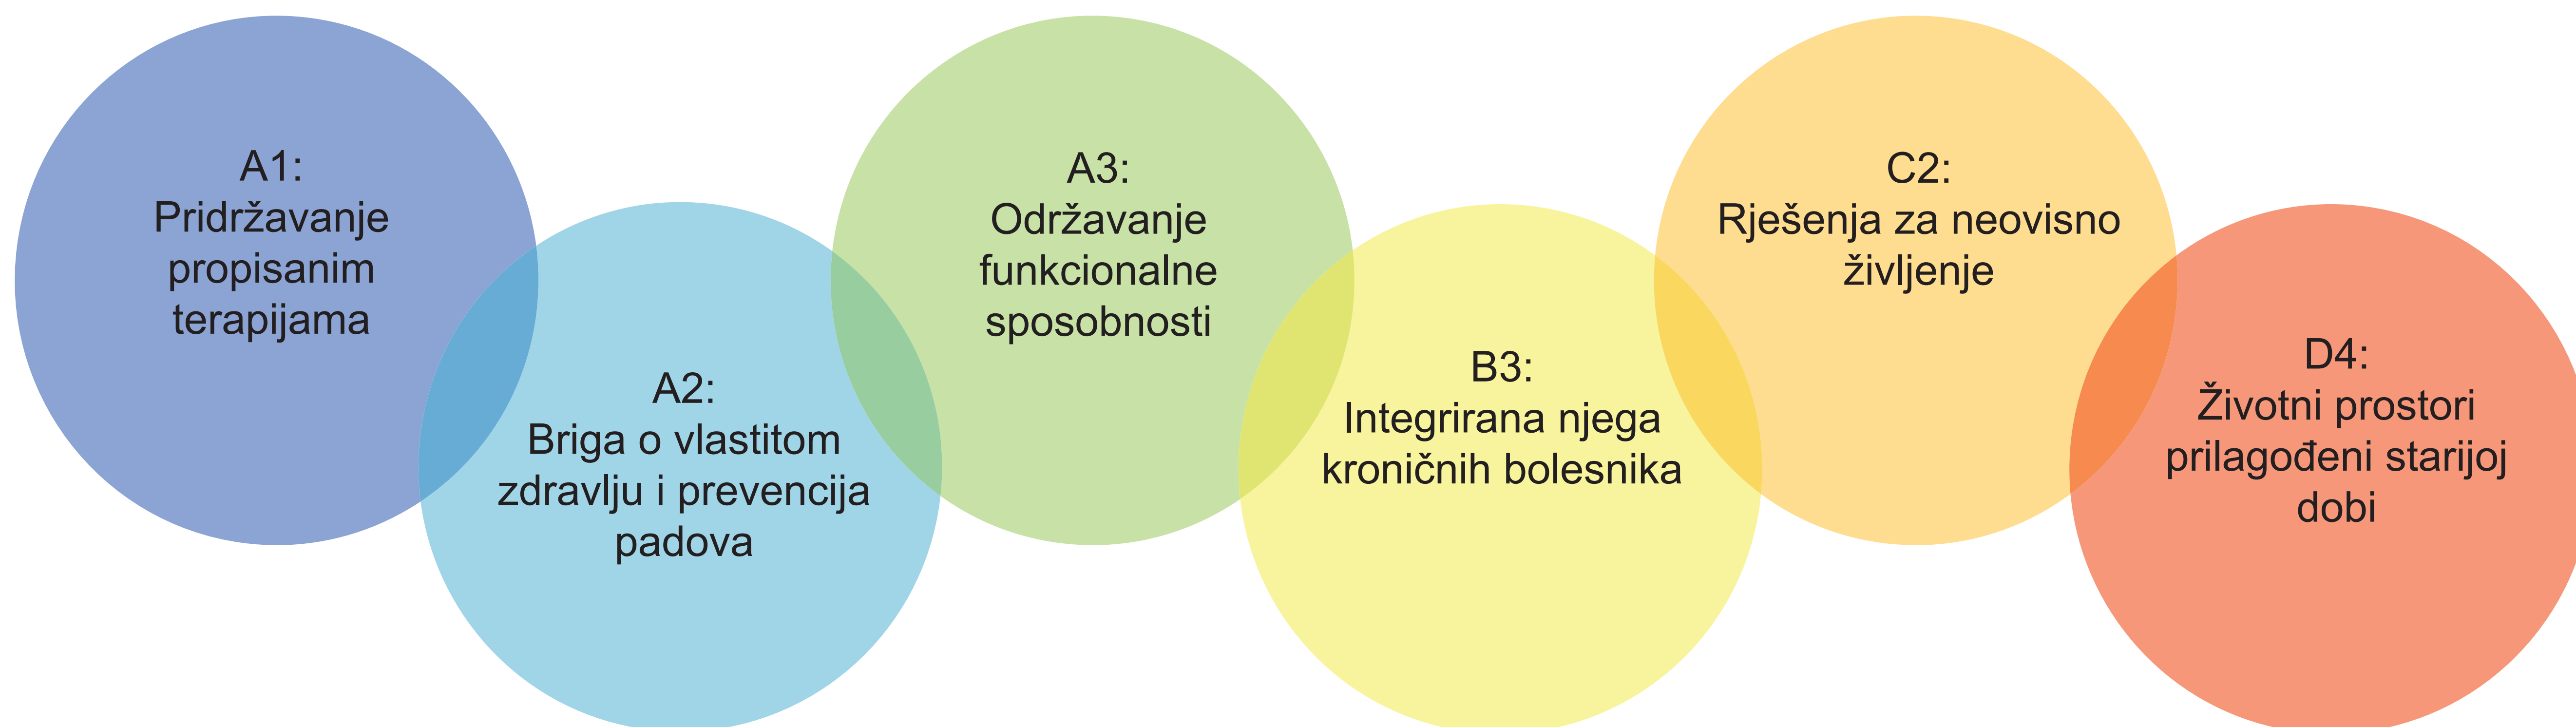 A1:
Pridržavanje
propisanim
terapijama
A2:
Briga o vlastitom
zdravlju i prevencija
padova
A3:
Održavanje
funkcionalne
sposobnosti
B3:
Integrirana njega
kroničnih bolesnika
C2:
Rješenja za neovisno
življenje
D4:
Životni prostori
prilagođeni starijoj
dobi